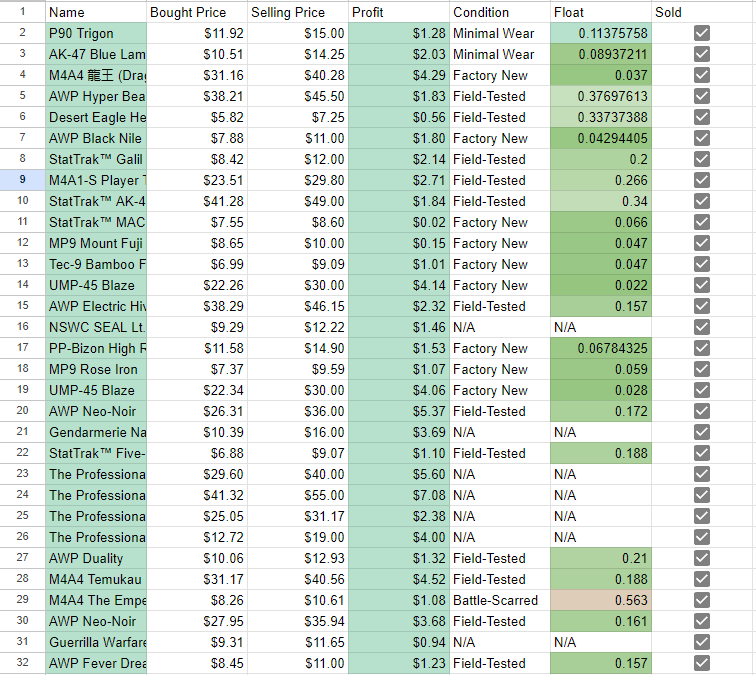 1 Name Bought Price Selling Price Profit Condition Float Sold
2 P90 Trigon $11.92 $15.00 $1.28 Minimal Wear 0.11375758
3 AK-47 Blue Lam $10.51 $14.25 $2.03 Minimal Wear 0.08937211
4 M4A4 龍王 (Drag $31.16 $40.28 $4.29 Factory New 0.037
5 AWP Hyper Bea $38.21 $45.50 $1.83 Field-Tested 0.37697613
6 Desert Eagle He $5.82 $7.25 $0.56 Field-Tested 0.33737388
7 AWP Black Nile $7.88 $11.00 $1.80 Factory New 0.04294405
8 StatTrak™ Galil $8.42 $12.00 $2.14 Field-Tested 0.2
9 M4A1-S Player T $23.51 $29.80 $2.71 Field-Tested 0.266
10 StatTrak™ AK-4 $41.28 $49.00 $1.84 Field-Tested 0.34
11 StatTrak™ MAC $7.55 $8.60 $0.02 Factory New 0.066
12 MP9 Mount Fuji $8.65 $10.00 $0.15 Factory New 0.047
13 Tec-9 Bamboo F $6.99 $9.09 $1.01 Factory New 0.047
14 UMP-45 Blaze $22.26 $30.00 $4.14 Factory New 0.022
15 AWP Electric Hiv $38.29 $46.15 $2.32 Field-Tested 0.157
16 NSWC SEAL Lt. $9.29 $12.22 $1.46 N/A N/A
17 PP-Bizon High R $11.58 $14.90 $1.53 Factory New 0.06784325
18 MP9 Rose Iron $7.37 $9.59 $1.07 Factory New 0.059
19 UMP-45 Blaze $22.34 $30.00 $4.06 Factory New 0.028
20 AWP Neo-Noir $26.31 $36.00 $5.37 Field-Tested 0.172
21 Gendarmerie Na $10.39 $16.00 $3.69 N/A N/A
22 StatTrak™ Five- $6.88 $9.07 $1.10 Field-Tested 0.188
23 The Professiona $29.60 $40.00 $5.60 N/A N/A
24 The Professiona $41.32 $55.00 $7.08 N/A N/A
25 The Professiona $25.05 $31.17 $2.38 N/A N/A
26 The Professiona $12.72 $19.00 $4.00 N/A N/A
27 AWP Duality $10.06 $12.93 $1.32 Field-Tested 0.21
28 M4A4 Temukau $31.17 $40.56 $4.52 Field-Tested 0.188
29 M4A4 The Empe $8.26 $10.61 $1.08 Battle-Scarred 0.563
30 AWP Neo-Noir $27.95 $35.94 $3.68 Field-Tested 0.161
31 Guerrilla Warfare $9.31 $11.65 $0.94 N/A N/A
32 AWP Fever Drea $8.45 $11.00 $1.23 Field-Tested 0.157